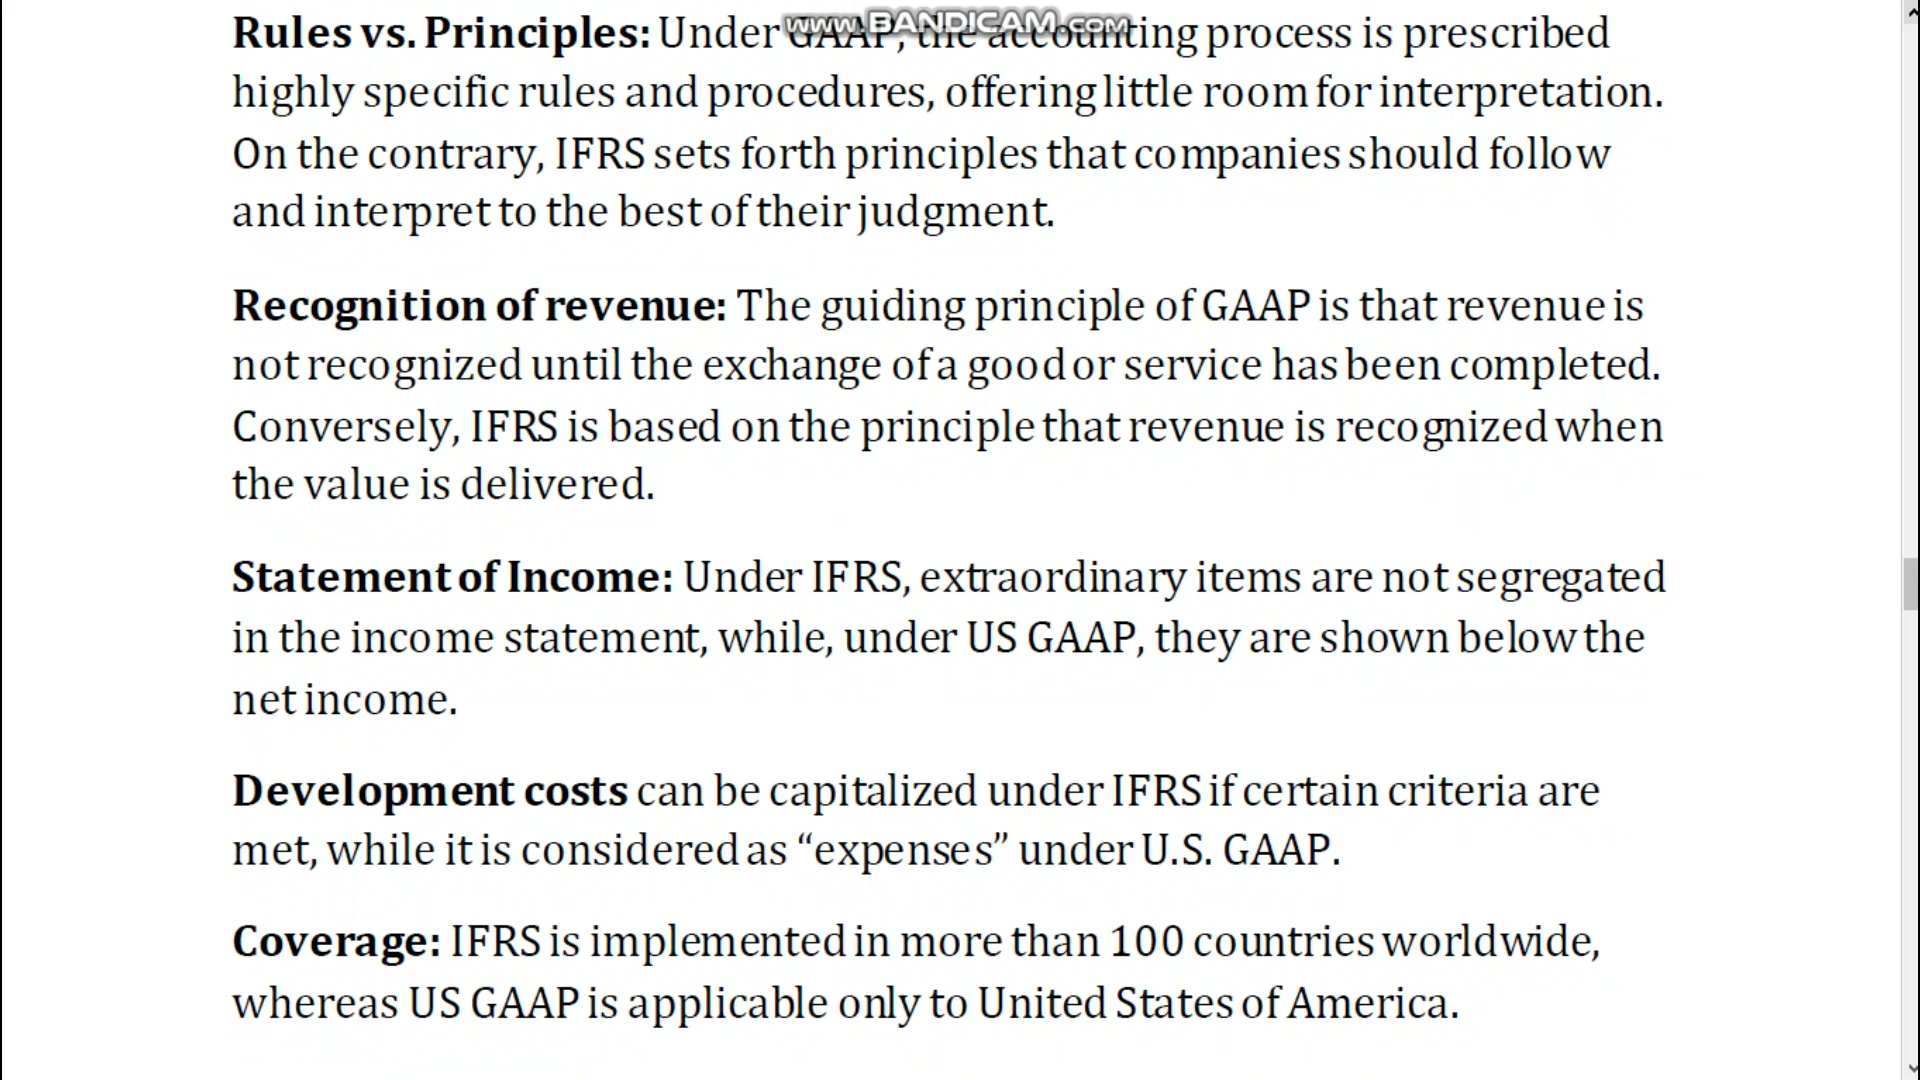 www.BANDICAM.com
Rules vs. Principles: Under GAAP, the accounting process is prescribed
highly specific rules and procedures, offering little room for interpretation.
On the contrary, IFRS sets forth principles that companies should follow
and interpret to the best of their judgment.
Recognition of revenue: The guiding principle of GAAP is that revenue is
not recognized until the exchange of a good or service has been completed.
Conversely, IFRS is based on the principle that revenue is recognized when
the value is delivered.
Statement of Income: Under IFRS, extraordinary items are not segregated
in the income statement, while, under US GAAP, they are shown below the
net income.
Development costs can be capitalized under IFRS if certain criteria are
met, while it is considered as “expenses” under U.S. GAAP.
Coverage: IFRS is implemented in more than 100 countries worldwide,
whereas US GAAP is applicable only to United States of America.